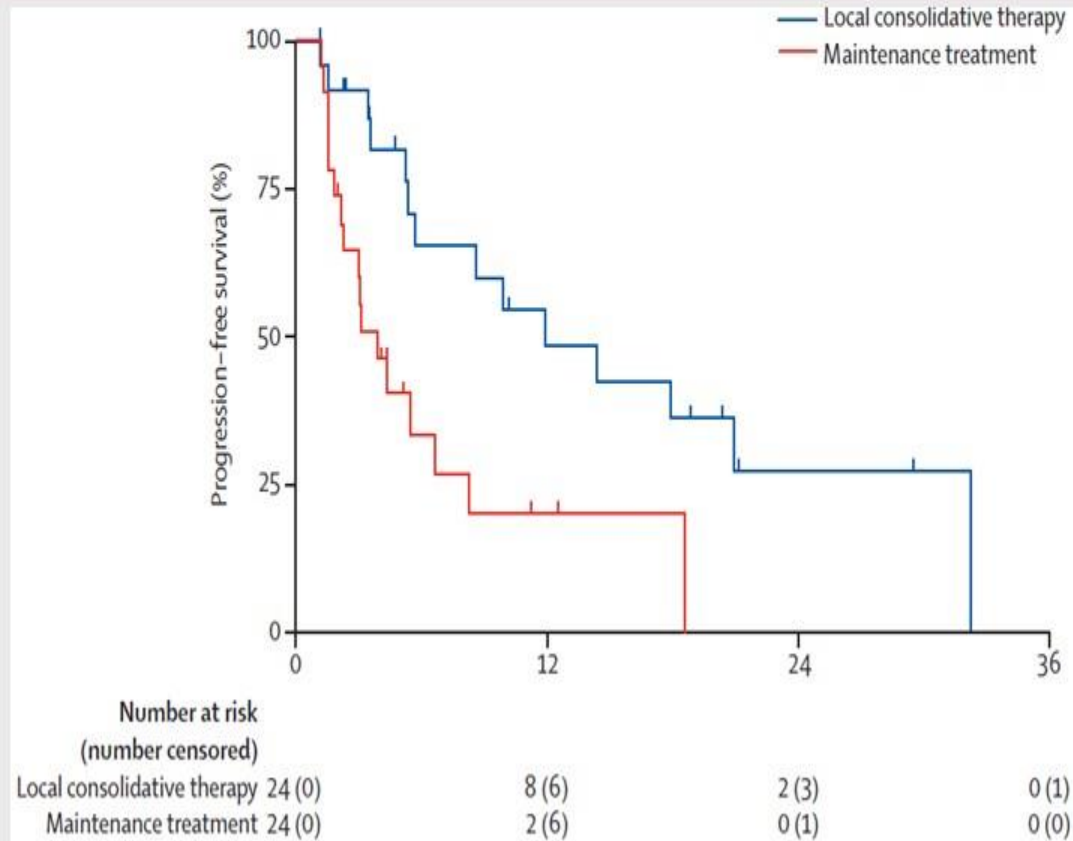 Local consolidative therapy
Maintenance treatment
Progression-free survival (%)
100
75
50
25
0
0 12 24 36
Number at risk
(number censored)
Local consolidative therapy 24 (0) 8 (6) 2 (3) 0 (1)
Maintenance treatment 24 (0) 2 (6) 0 (1) 0 (0)